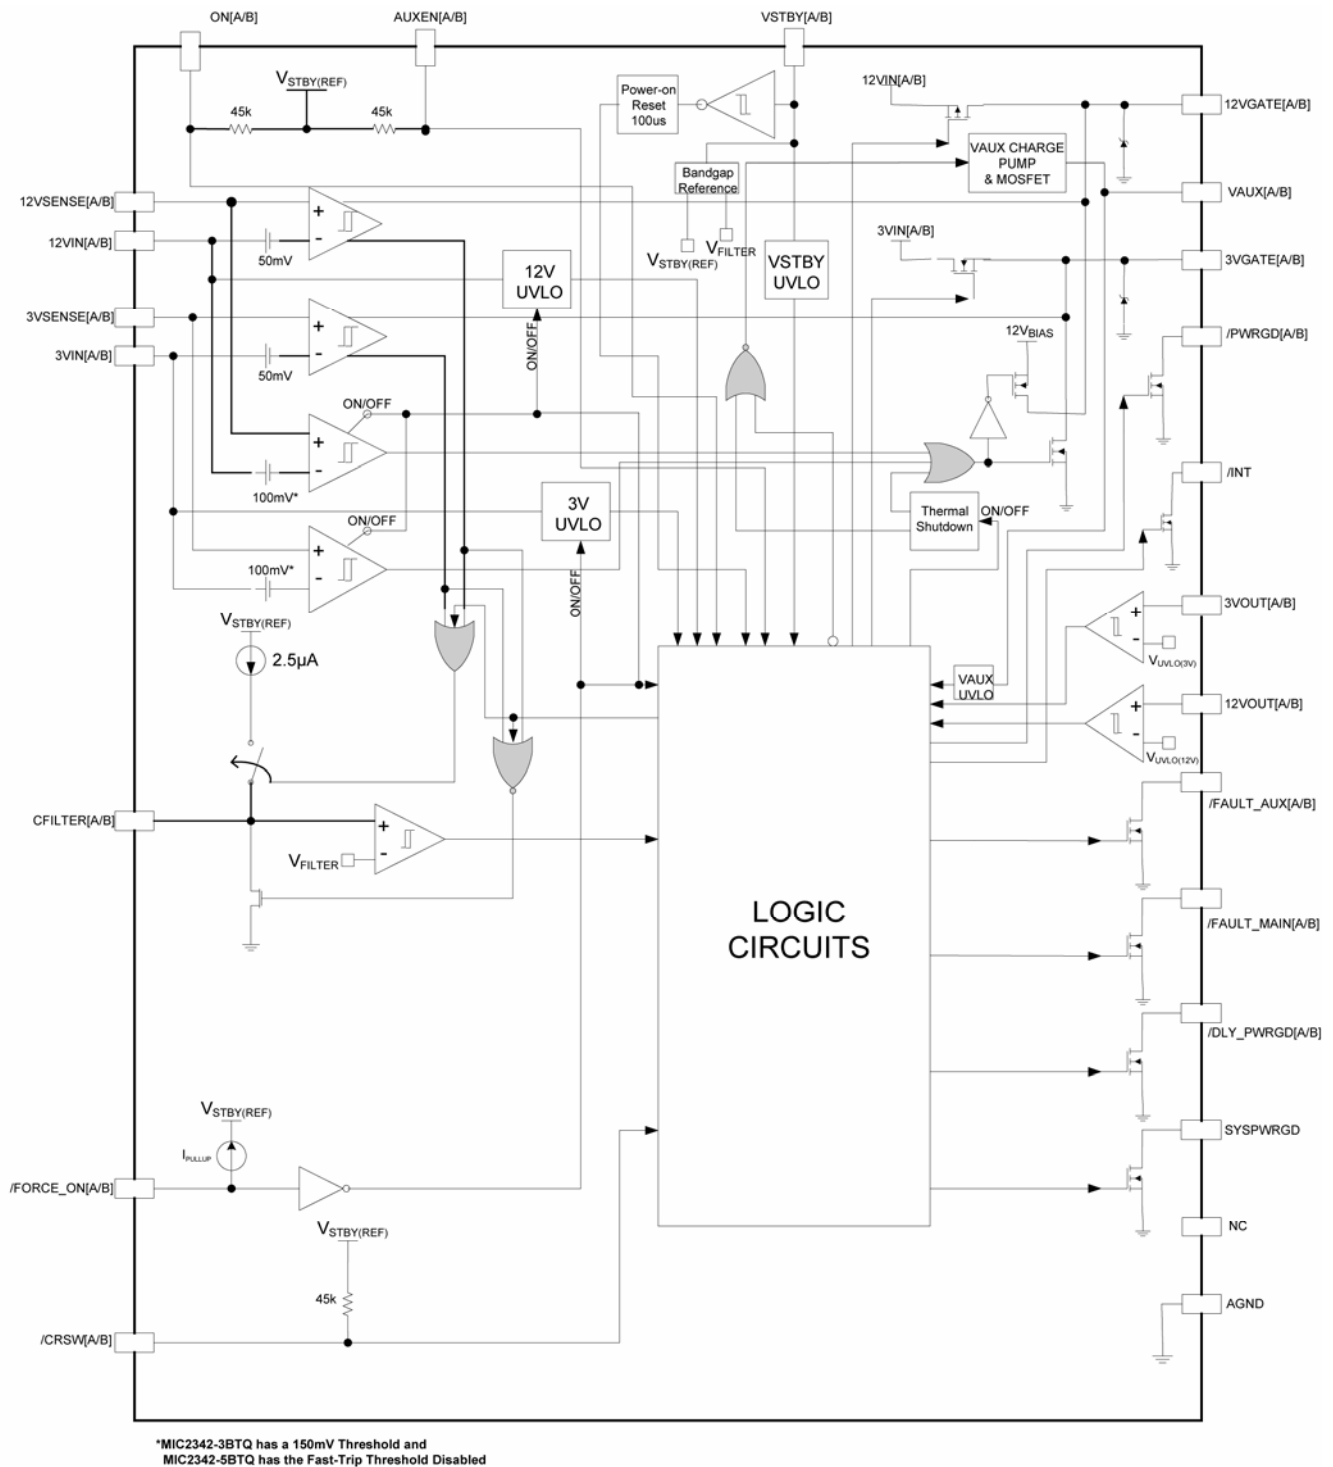 ON[A/B]
AUXEN[A/B]
VSTBY[A/B]
VSTBY(REF)
45k
45k
Power-on
Reset
100us
12VIN[A/B]
12VGATE[A/B]
VAUX CHARGE
PUMP
& MOSFET
Bandgap
Reference
VAUX[A/B]
12VSENSE[A/B]
+
-
12VIN[A/B]
50mV
VSTBY(REF)
VFILTER
3VIN[A/B]
3VGATE[A/B]
12V
UVLO
VSTBY
UVLO
3VSENSE[A/B]
+
-
3VIN[A/B]
50mV
ON/OFF
12VBIAS
/PWRGD[A/B]
ON/OFF
+
-
100mV*
/INT
3V
UVLO
Thermal
Shutdown
ON/OFF
ON/OFF
+
-
100mV*
ON/OFF
3VOUT[A/B]
+
-
VUVLO(3V)
VSTBY(REF)
2.5µA
VAUX
UVLO
12VOUT[A/B]
+
-
VUVLO(12V)
/FAULT_AUX[A/B]
CFILTER[A/B]
+
-
VFILTER
LOGIC
CIRCUITS
/FAULT_MAIN[A/B]
/DLY_PWRGD[A/B]
VSTBY(REF)
IPULLUP
SYSPWRGD
/FORCE_ON[A/B]
VSTBY(REF)
NC
45k
AGND
/CRSW[A/B]
*MIC2342-3BTQ has a 150mV Threshold and
MIC2342-5BTQ has the Fast-Trip Threshold Disabled